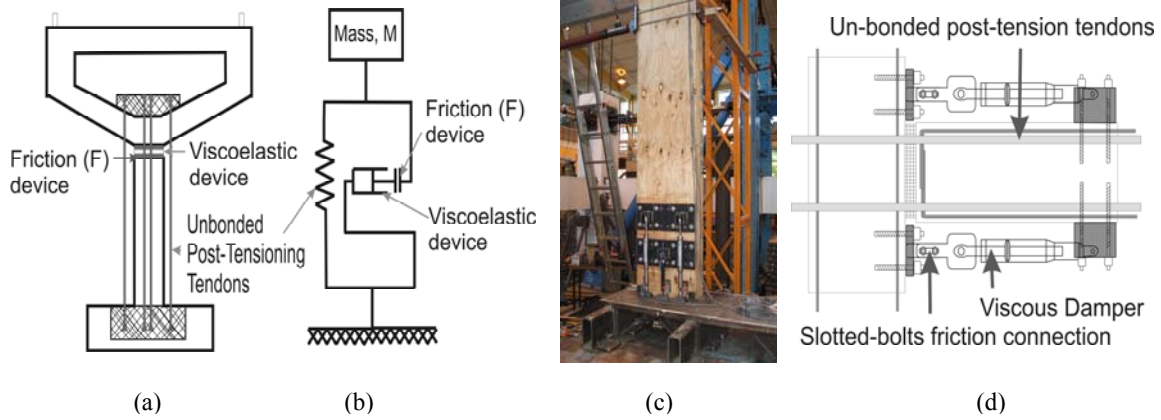 Friction (F)
device
Viscoelastic
device
Unbonded
Post-Tensioning
Tendons
(a)
Mass, M
Friction (F)
device
Viscoelastic
device
(b)
(c)
Un-bonded post-tension tendons
Viscous Damper
Slotted-bolts friction connection
(d)